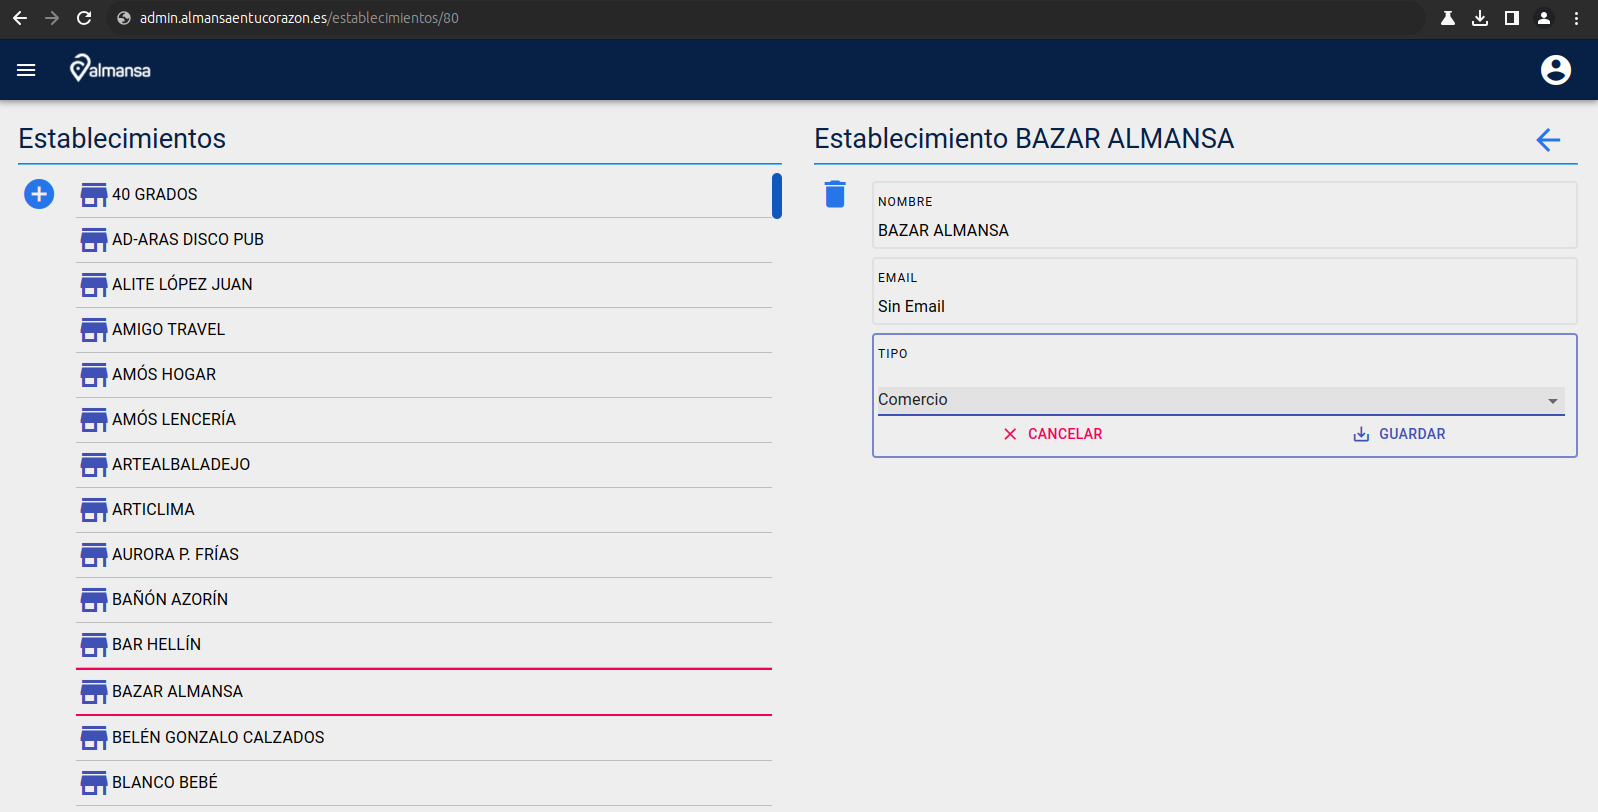 admin.almansaentucorazon.es/establecimientos/80
almansa
Establecimientos
40 GRADOS
AD-ARAS DISCO PUB
ALITE LÓPEZ JUAN
AMIGO TRAVEL
AMÓS HOGAR
AMÓS LENCERÍA
ARTEALBALADEJO
ARTICLIMA
AURORA P. FRÍAS
BAÑÓN AZORÍN
BAR HELLÍN
BAZAR ALMANSA
BELÉN GONZALO CALZADOS
BLANCO BEBÉ
Establecimiento BAZAR ALMANSA
NOMBRE
BAZAR ALMANSA
EMAIL
Sin Email
TIPO
Comercio
CANCELAR GUARDAR